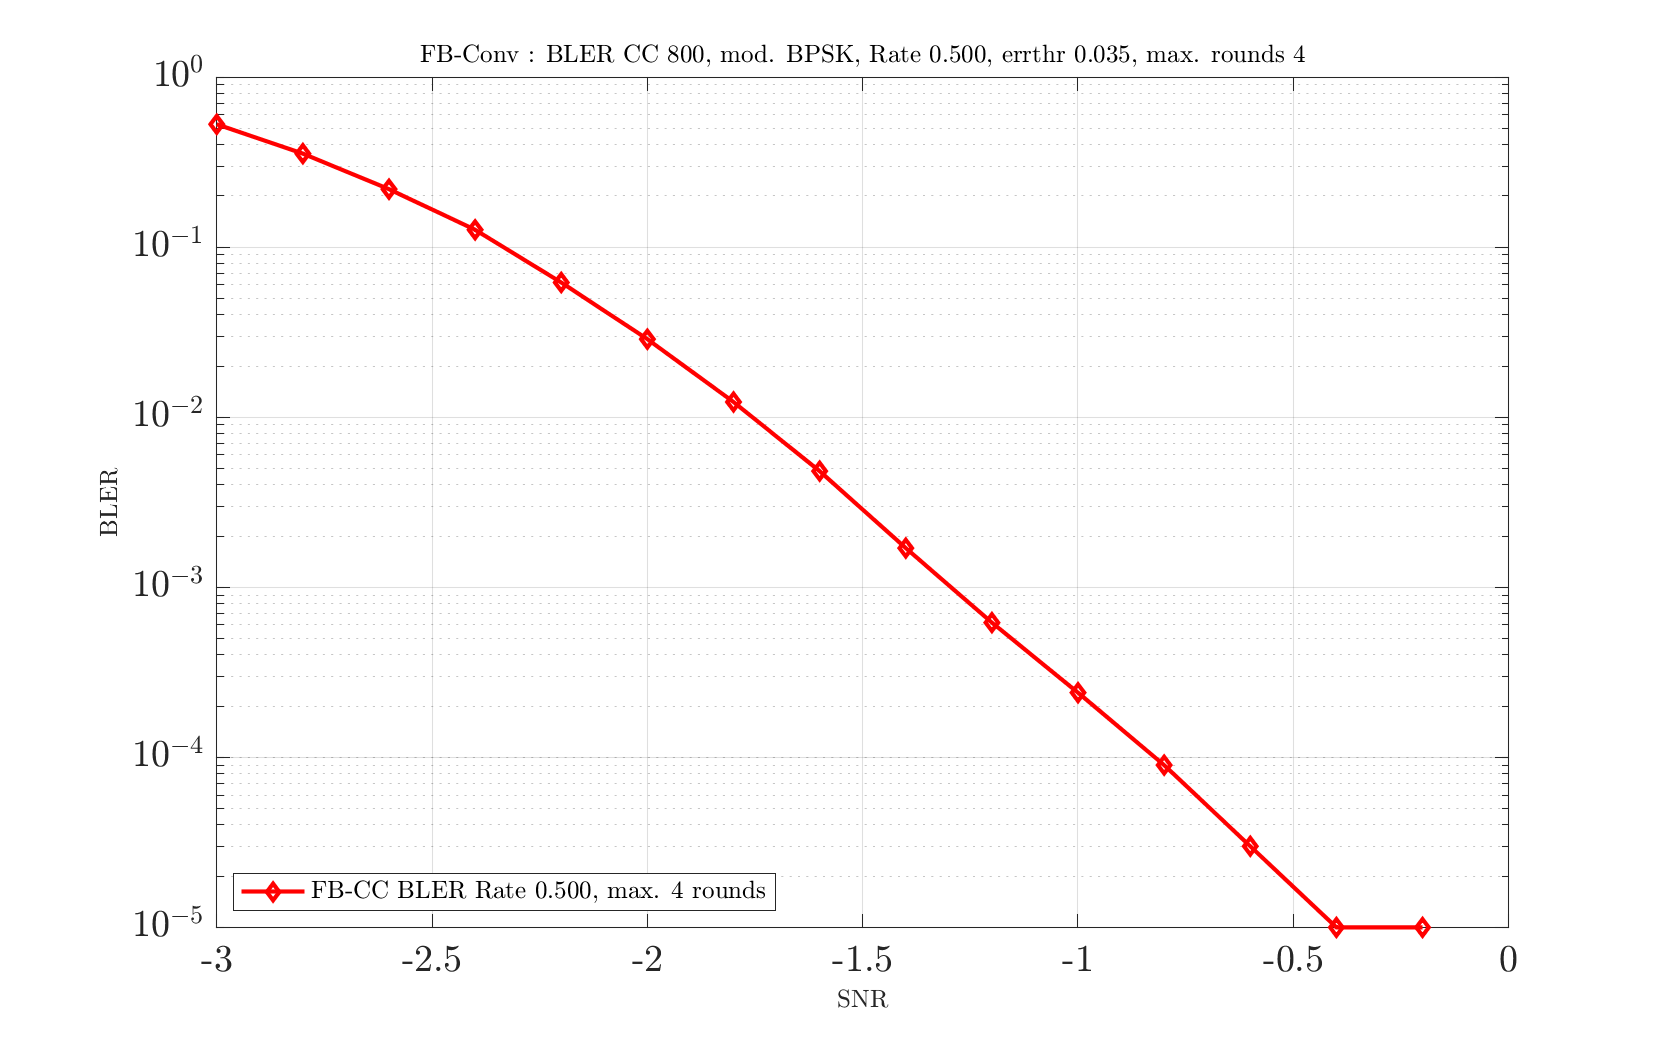 FB-Conv : BLER CC 800, mod. BPSK, Rate 0.500, errthr 0.035, max. rounds 4
10^0
10^−1
10^−2
10^−3
10^−4
10^−5
BLER
FB-CC BLER Rate 0.500, max. 4 rounds
-3 -2.5 -2 -1.5 -1 -0.5 0
SNR